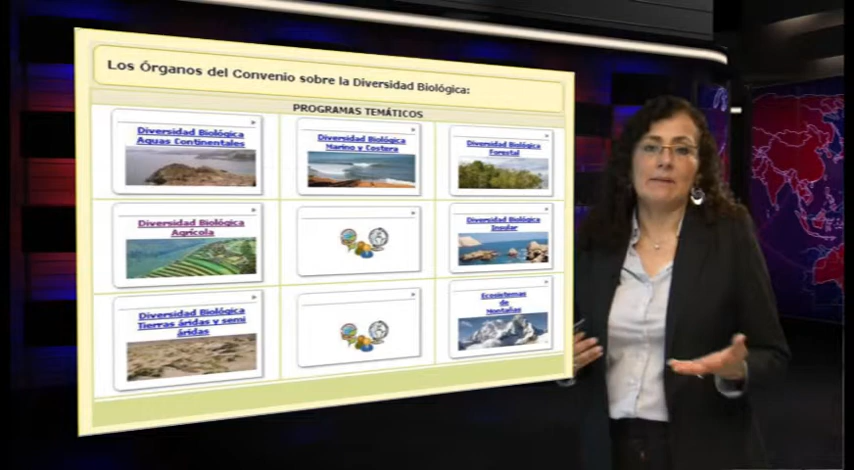 Los Órganos del Convenio sobre la Diversidad Biológica:
PROGRAMAS TEMÁTICOS
Diversidad Biológica
Aguas Continentales
Diversidad Biológica
Marino y Costera
Diversidad Biológica
Forestal
Diversidad Biológica
Agrícola
Diversidad Biológica
Insular
Diversidad Biológica
Tierras áridas y semi
áridas
Ecosistemas
de
Montañas